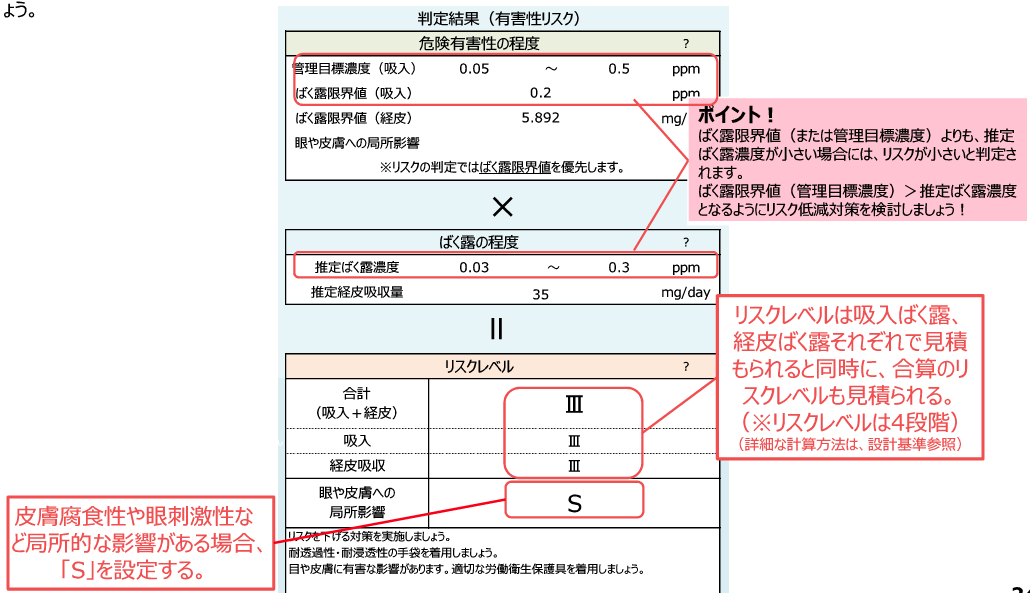 ょう。
判定結果（有害性リスク）
危険有害性の程度 ?
管理目標濃度（吸入） 0.05 ～ 0.5 ppm
ばく露限界値（吸入） 0.2 ppm
ばく露限界値（経皮） 5.892 mg/
眼や皮膚への局所影響
※リスクの判定ではばく露限界値を優先します。
ポイント！
ばく露限界値（または管理目標濃度）よりも、推定
ばく露濃度が小さい場合には、リスクが小さいと判定さ
れます。
ばく露限界値（管理目標濃度）＞推定ばく露濃度
となるようにリスク低減対策を検討しましょう！
×
ばく露の程度 ?
推定ばく露濃度 0.03 ～ 0.3 ppm
推定経皮吸収量 35 mg/day
＝
リスクレベル ?
合計
（吸入＋経皮） Ⅲ
吸入 Ⅲ
経皮吸収 Ⅲ
眼や皮膚への
局所影響 S
リスクを下げる対策を実施しましょう。
耐透過性・耐浸透性の手袋を着用しましょう。
目や皮膚に有害な影響があります。適切な労働衛生保護具を着用しましょう。
リスクレベルは吸入ばく露、
経皮ばく露それぞれで見積
もられると同時に、合算のリ
スクレベルも見積られる。
（※リスクレベルは4段階）
（詳細な計算方法は、設計基準参照）
皮膚腐食性や眼刺激性な
ど局所的な影響がある場合、
「S」を設定する。